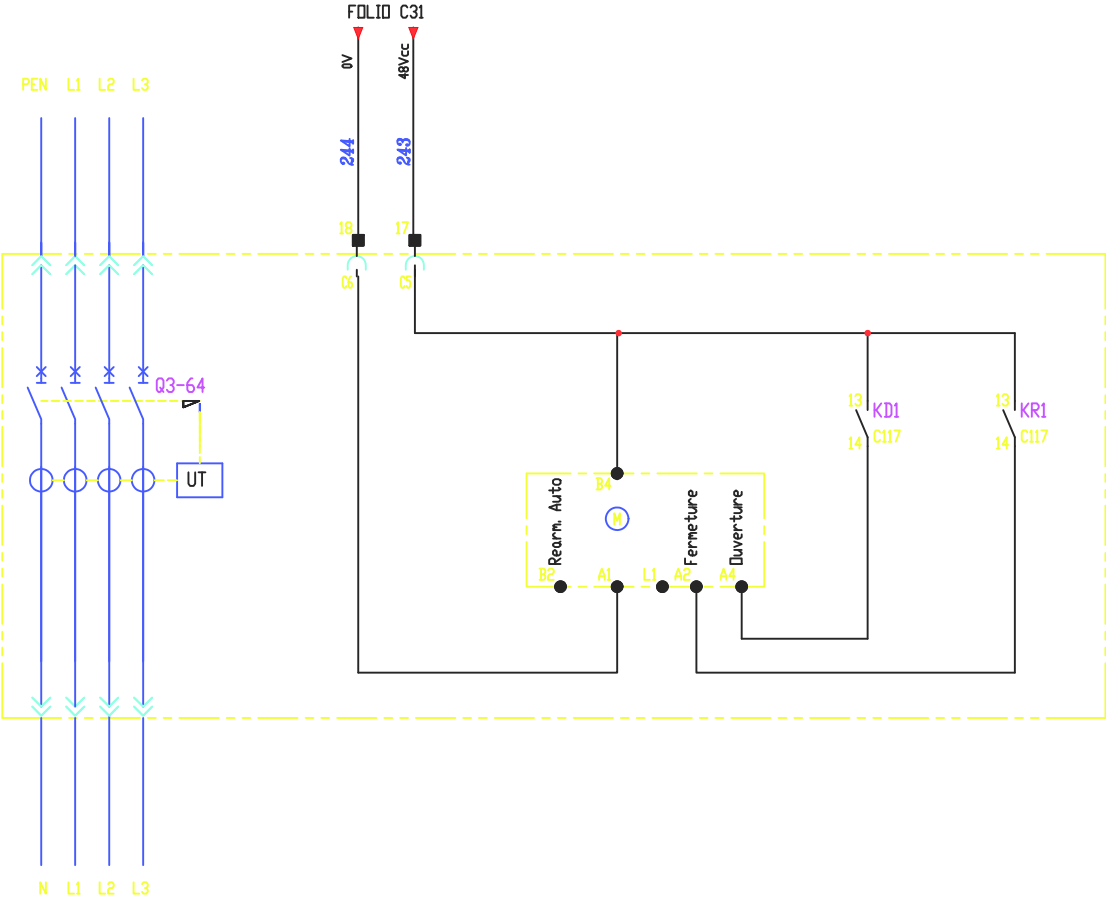 FOLIO C31
0V
48Vcc
PEN L1 L2 L3
244
243
18
17
C6
C5
Q3-64
13
KD1
14
C117
13
KR1
14
C117
UT
B4
M
Rearm. Auto
Fermeture
Ouverture
B2
A1
L1
A2
A4
N L1 L2 L3